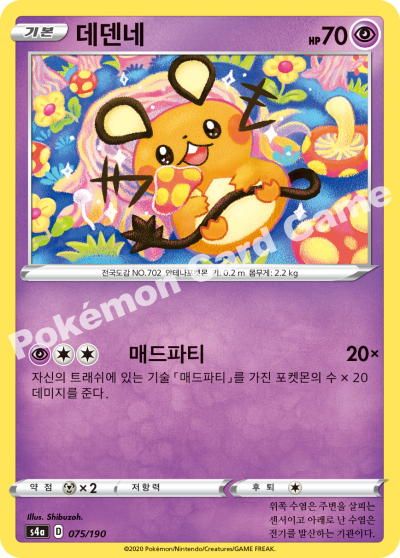 기본 데덴네 HP 70
전국도감 NO.702 안테나포켓몬 키: 0.2 m 몸무게: 2.2 kg
Pokémon Card Game
매드파티 20×
자신의 트래쉬에 있는 기술 「매드파티」를 가진 포켓몬의 수 × 20
데미지를 준다.
약점 ×2 저항력 후퇴
Illus. Shibuzoh.
s4a D 075/190
위쪽 수염은 주변을 살피는
센서이고 아래로 난 수염은
전기를 발산하는 기관이다.
©2020 Pokémon/Nintendo/Creatures/GAME FREAK.